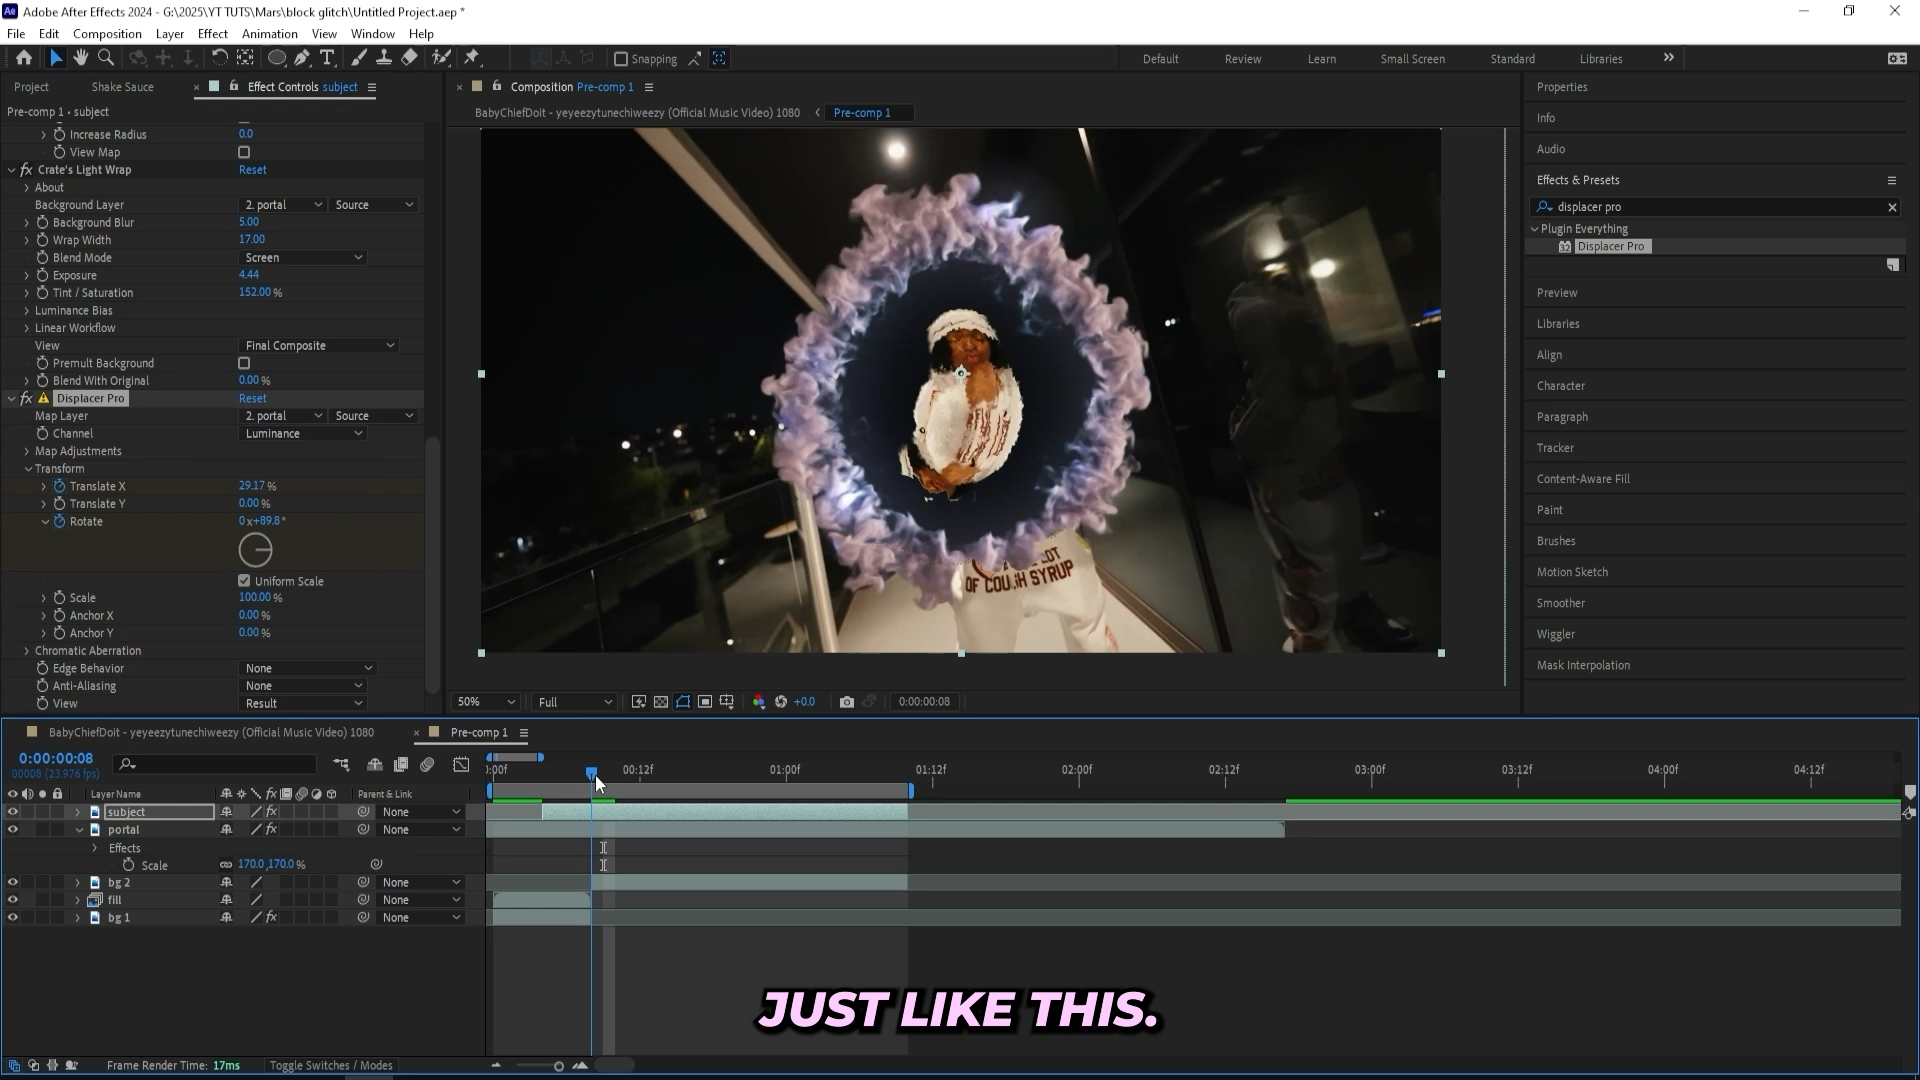 Ae Adobe After Effects 2024 - G:\2025\YT TUTS\Mars\block glitch\Untitled Project.aep *
File Edit Composition Layer Effect Animation View Window Help
Snapping
Default Review Learn Small Screen Standard Libraries
Project Shake Sauce Effect Controls subject
Pre-comp 1 • subject
Increase Radius 0.0
View Map
fx Crate's Light Wrap Reset
About
Background Layer 2. portal Source
Background Blur 5.00
Wrap Width 17.00
Blend Mode Screen
Exposure 4.44
Tint / Saturation 152.00 %
Luminance Bias
Linear Workflow
View Final Composite
Premult Background
Blend With Original 0.00 %
fx Displacer Pro Reset
Map Layer 2. portal Source
Channel Luminance
Map Adjustments
Transform
Translate X 29.17 %
Translate Y 0.00 %
Rotate 0 x+89.8°
Uniform Scale
Scale 100.00 %
Anchor X 0.00 %
Anchor Y 0.00 %
Chromatic Aberration
Edge Behavior None
Anti-Aliasing None
View Result
Composition Pre-comp 1
BabyChiefDoit - yeyeezytunechiweezy (Official Music Video) 1080 Pre-comp 1
OF COUGH SYRUP
50% Full +0.0 0:00:00:08
Properties
Info
Audio
Effects & Presets
displacer pro
Plugin Everything
Displacer Pro
Preview
Libraries
Align
Character
Paragraph
Tracker
Content-Aware Fill
Paint
Brushes
Motion Sketch
Smoother
Wiggler
Mask Interpolation
BabyChiefDoit - yeyeezytunechiweezy (Official Music Video) 1080 Pre-comp 1
0:00:00:08
00008 (23.976 fps)
):00f 00:12f 01:00f 01:12f 02:00f 02:12f 03:00f 03:12f 04:00f 04:12f
Layer Name Parent & Link
subject None
portal None
Effects
Scale 170.0,170.0 %
bg 2 None
fill None
bg 1 None
JUST LIKE THIS.
Frame Render Time: 17ms Toggle Switches / Modes